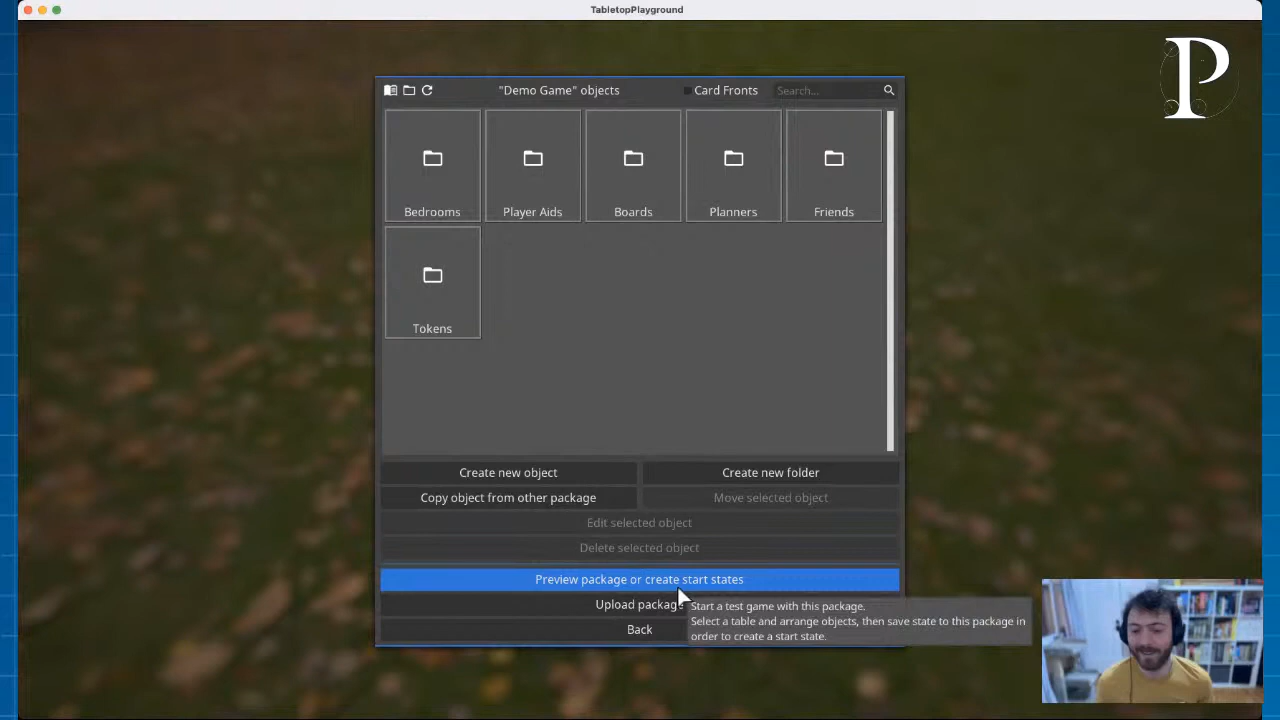 TabletopPlayground
P
"Demo Game" objects
Card Fronts
Search...
Bedrooms
Player Aids
Boards
Planners
Friends
Tokens
Create new object
Create new folder
Copy object from other package
Move selected object
Edit selected object
Delete selected object
Preview package or create start states
Upload package
Start a test game with this package.
Select a table and arrange objects, then save state to this package in
order to create a start state.
Back